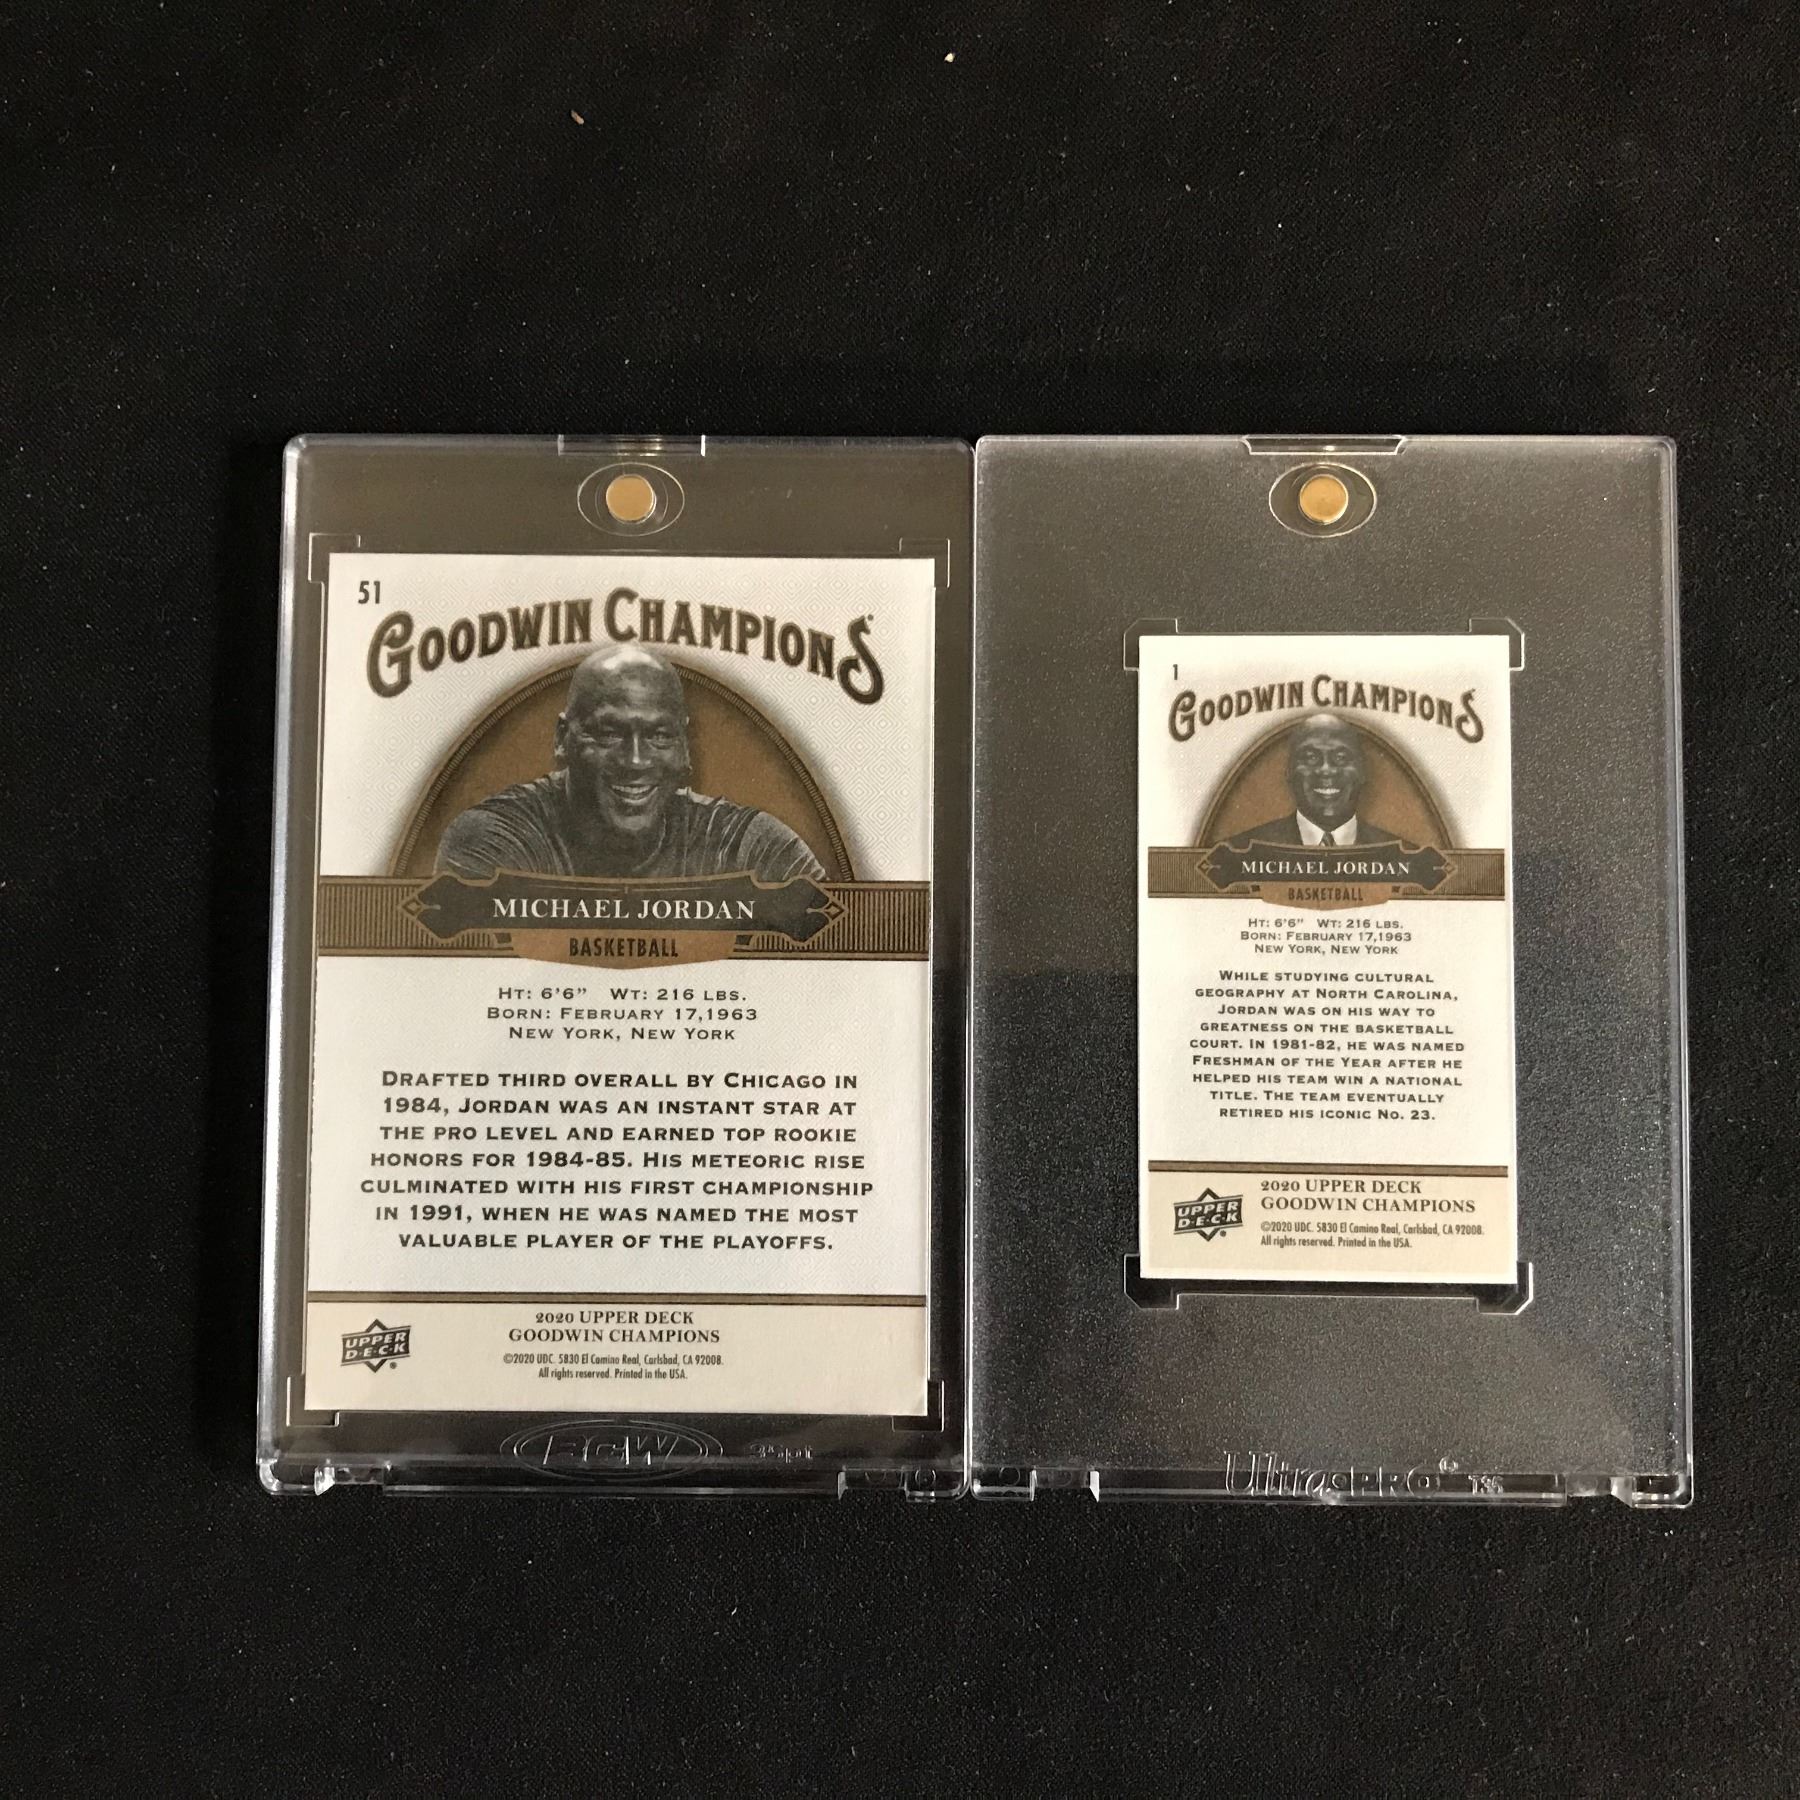 51
GOODWIN CHAMPIONS
MICHAEL JORDAN
BASKETBALL
HT: 6'6" WT: 216 LBS.
BORN: FEBRUARY 17,1963
NEW YORK, NEW YORK
DRAFTED THIRD OVERALL BY CHICAGO IN
1984, JORDAN WAS AN INSTANT STAR AT
THE PRO LEVEL AND EARNED TOP ROOKIE
HONORS FOR 1984-85. HIS METEORIC RISE
CULMINATED WITH HIS FIRST CHAMPIONSHIP
IN 1991, WHEN HE WAS NAMED THE MOST
VALUABLE PLAYER OF THE PLAYOFFS.
UPPER
D·E·C·K
®
2020 UPPER DECK
GOODWIN CHAMPIONS
©2020 UDC. 5830 El Camino Real, Carlsbad, CA 92008.
All rights reserved. Printed in the USA.
BCW 35pt
1
GOODWIN CHAMPIONS
MICHAEL JORDAN
BASKETBALL
HT: 6'6" WT: 216 LBS.
BORN: FEBRUARY 17,1963
NEW YORK, NEW YORK
WHILE STUDYING CULTURAL
GEOGRAPHY AT NORTH CAROLINA,
JORDAN WAS ON HIS WAY TO
GREATNESS ON THE BASKETBALL
COURT. IN 1981-82, HE WAS NAMED
FRESHMAN OF THE YEAR AFTER HE
HELPED HIS TEAM WIN A NATIONAL
TITLE. THE TEAM EVENTUALLY
RETIRED HIS ICONIC NO. 23.
UPPER
D·E·C·K
2020 UPPER DECK
GOODWIN CHAMPIONS
©2020 UDC. 5830 El Camino Real, Carlsbad, CA 92008.
All rights reserved. Printed in the USA.
Ultra·PRO®